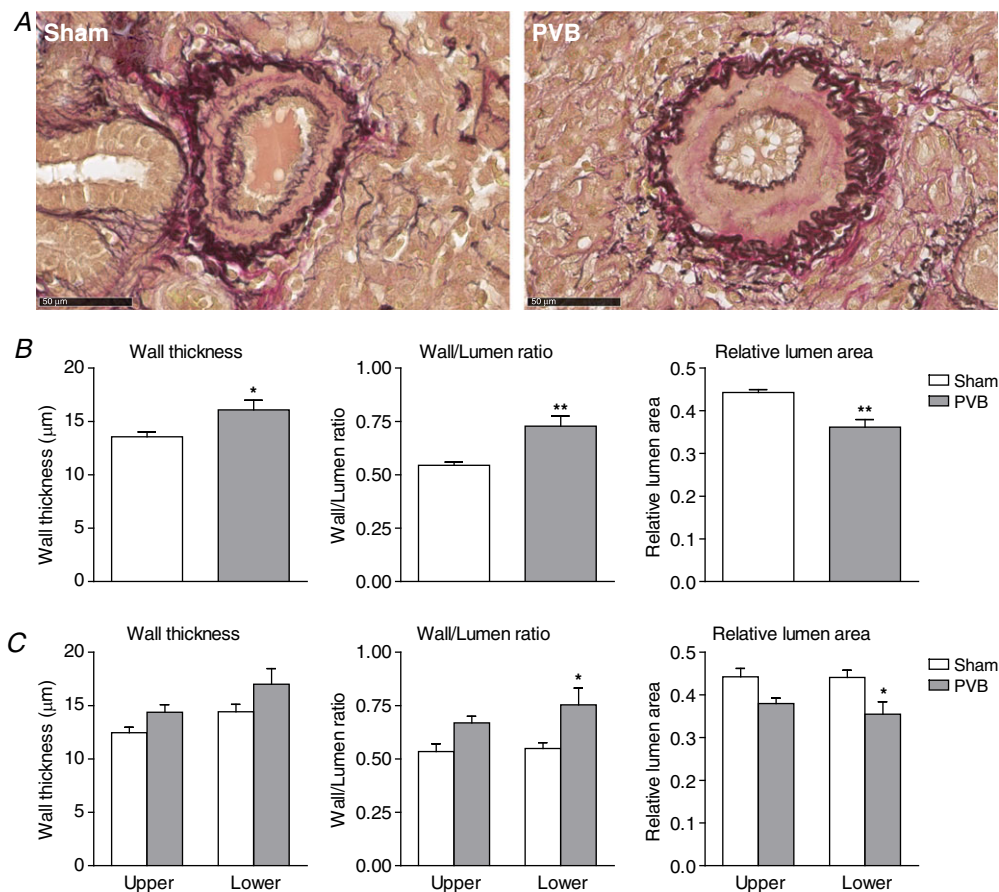 A
Sham
PVB
50 µm
50 µm
B
Wall thickness
Wall/Lumen ratio
Relative lumen area
Wall thickness (µm)
20
15
10
5
0
Wall/Lumen ratio
1.00
0.75
0.50
0.25
0.00
Relative lumen area
0.5
0.4
0.3
0.2
0.1
0.0
*
**
**
Sham
PVB
C
Wall thickness
Wall/Lumen ratio
Relative lumen area
Wall thickness (µm)
20
15
10
5
0
Upper Lower
Wall/Lumen ratio
1.00
0.75
0.50
0.25
0.00
*
Upper Lower
Relative lumen area
0.5
0.4
0.3
0.2
0.1
0.0
*
Upper Lower
Sham
PVB